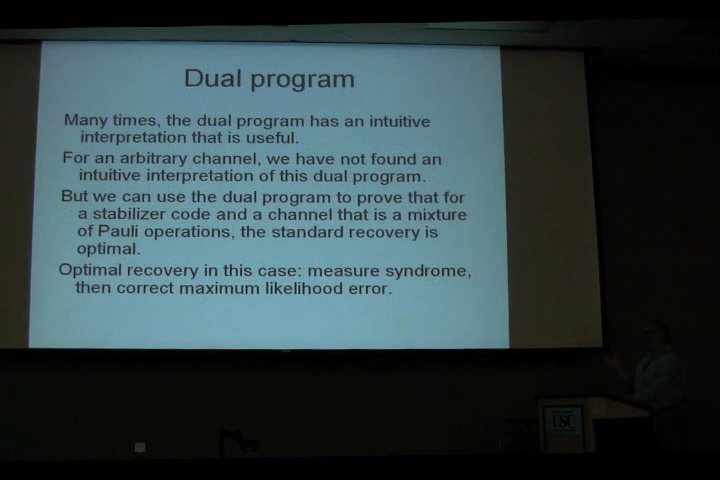 Dual program
Many times, the dual program has an intuitive
interpretation that is useful.
For an arbitrary channel, we have not found an
intuitive interpretation of this dual program.
But we can use the dual program to prove that for
a stabilizer code and a channel that is a mixture
of Pauli operations, the standard recovery is
optimal.
Optimal recovery in this case: measure syndrome,
then correct maximum likelihood error.
USC